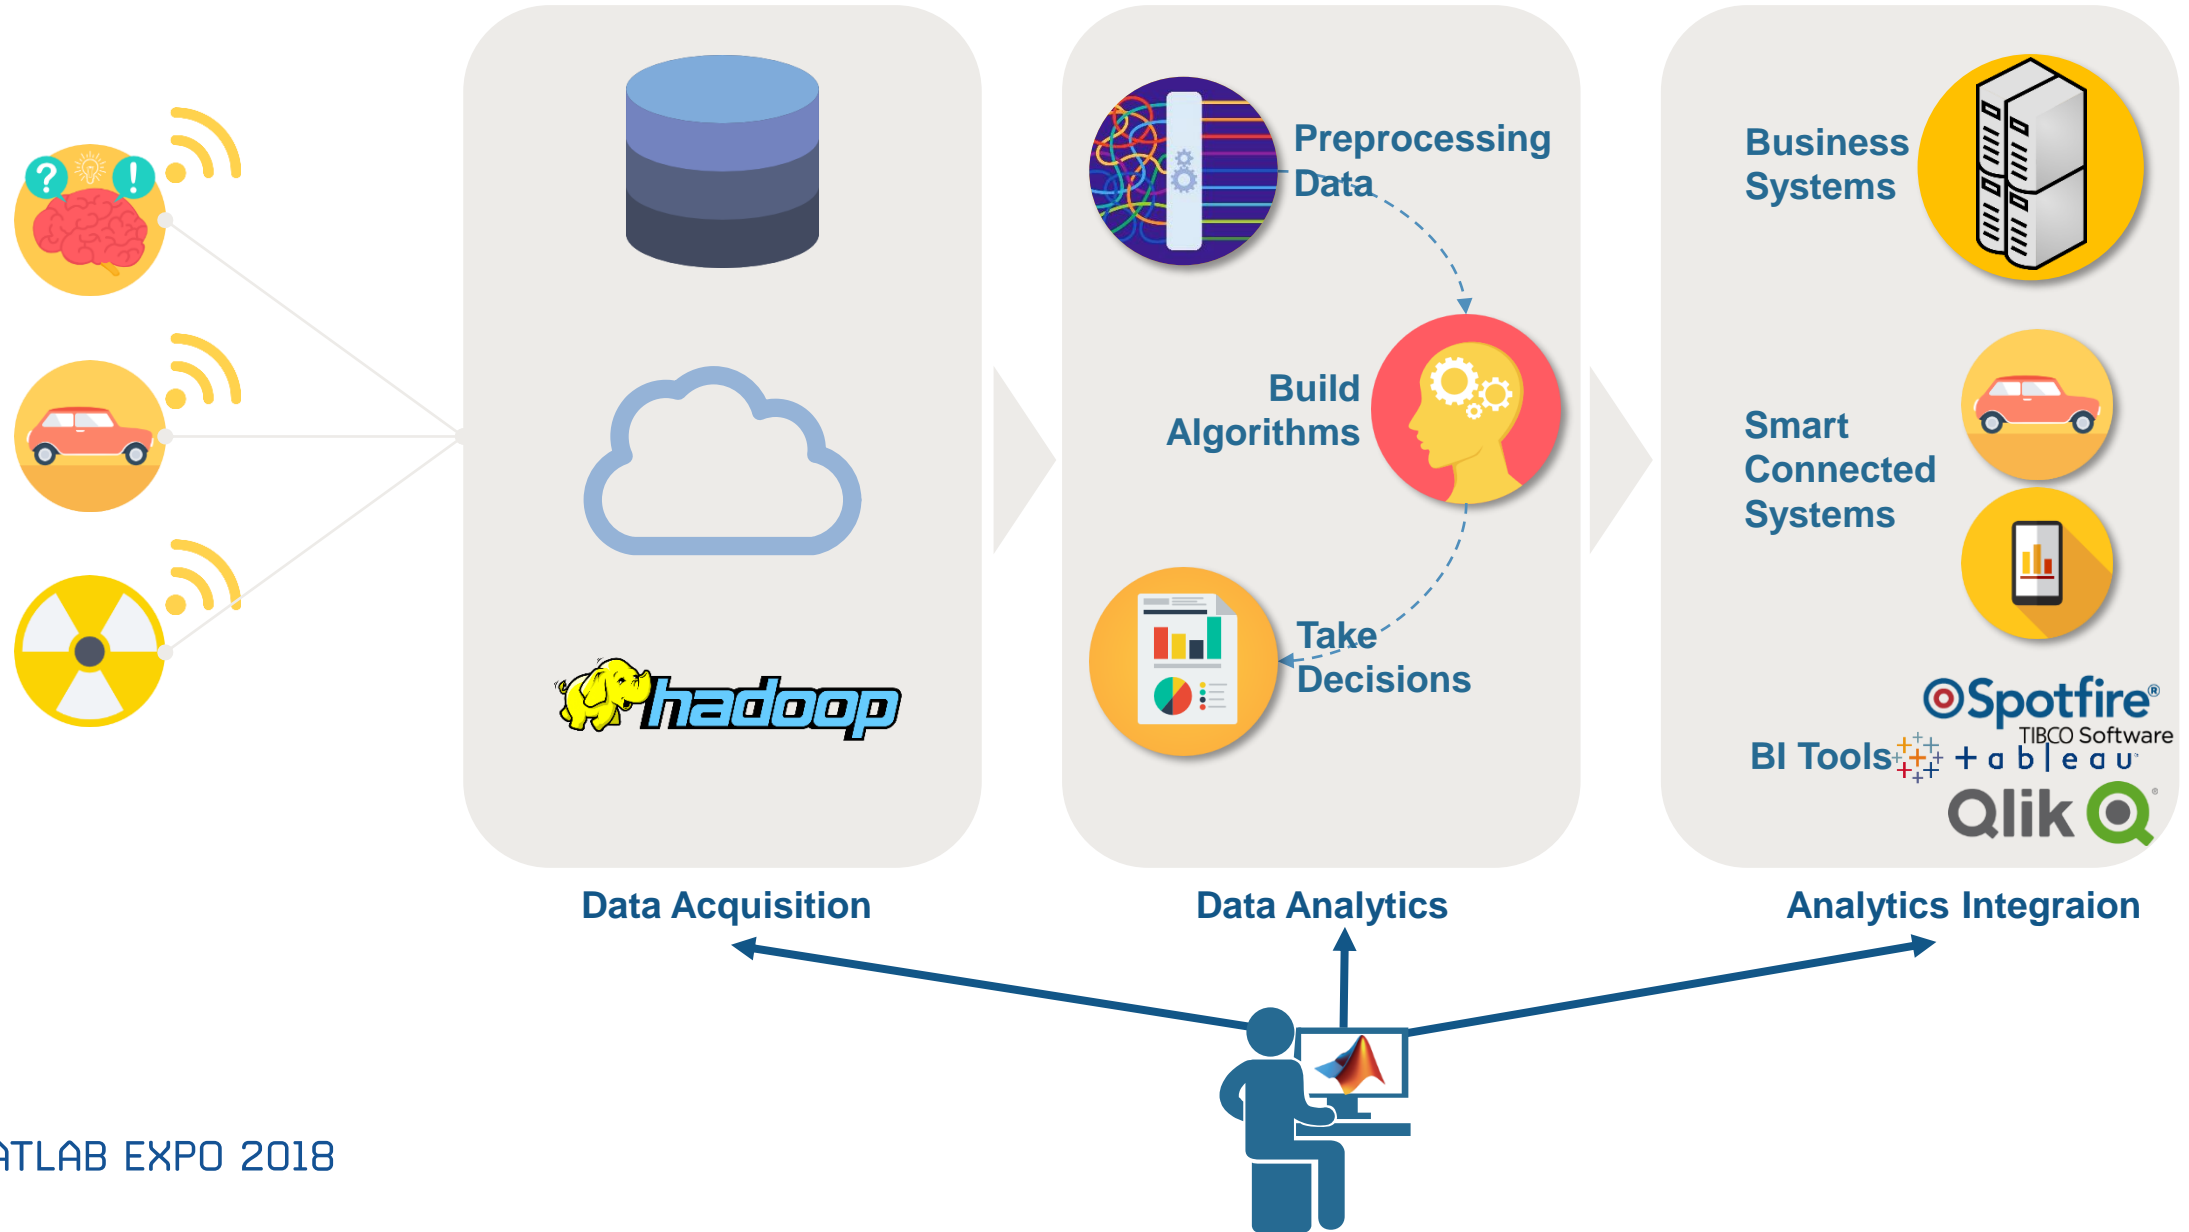 ? !
hadoop
Preprocessing
Data
Build
Algorithms
Take
Decisions
Business
Systems
Smart
Connected
Systems
Spotfire®
TIBCO Software
BI Tools
+ableau
Qlik
Data Acquisition
Data Analytics
Analytics Integraion
ATLAB EXPO 2018